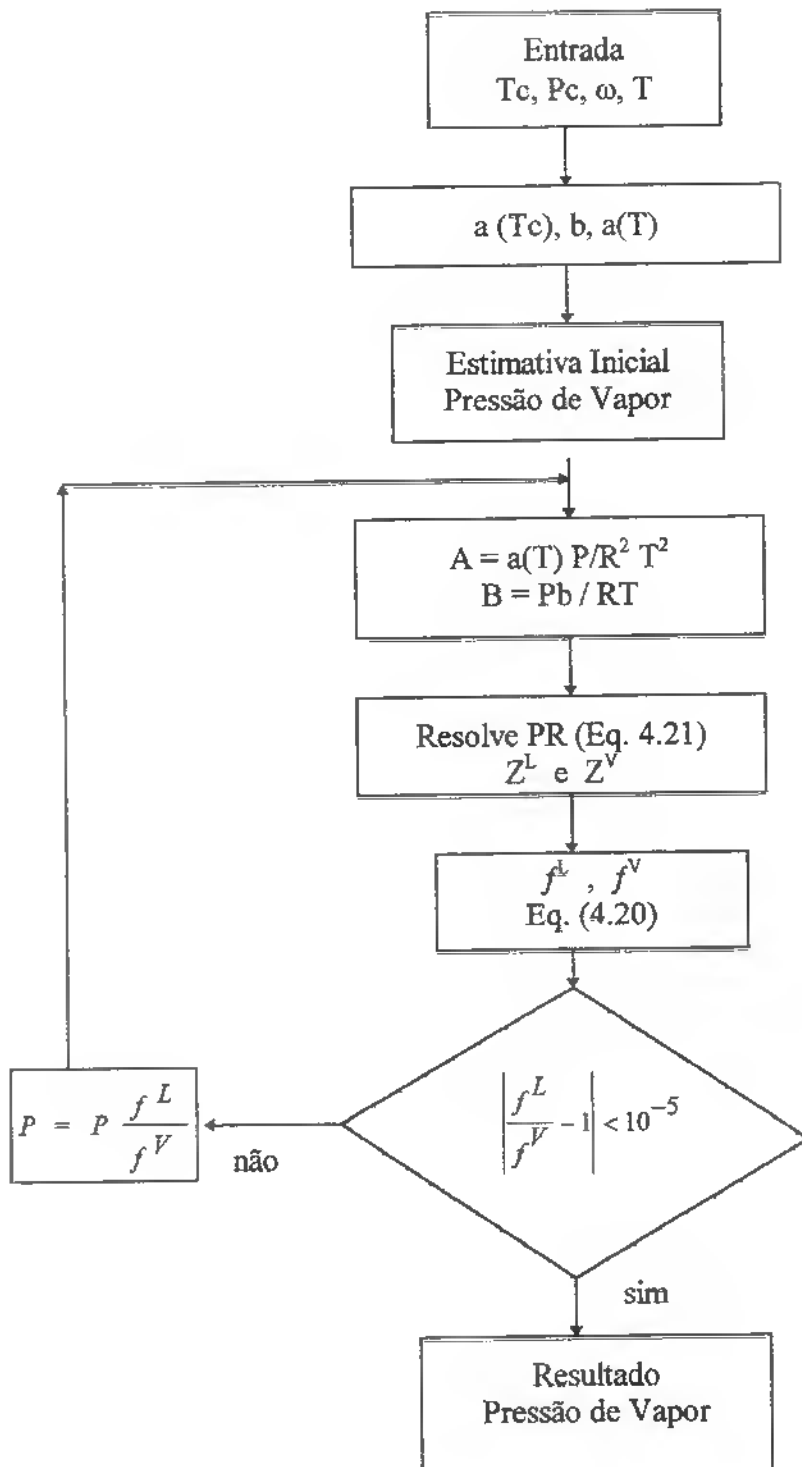 Entrada
Tc, Pc, ω, T
a (Tc), b, a(T)
Estimativa Inicial
Pressão de Vapor
A = a(T) P/R² T²
B = Pb / RT
Resolve PR (Eq. 4.21)
Z^L e Z^V
f^L , f^V
Eq. (4.20)
|f^L / f^V - 1| < 10⁻⁵
P = P f^L / f^V
não
sim
Resultado
Pressão de Vapor